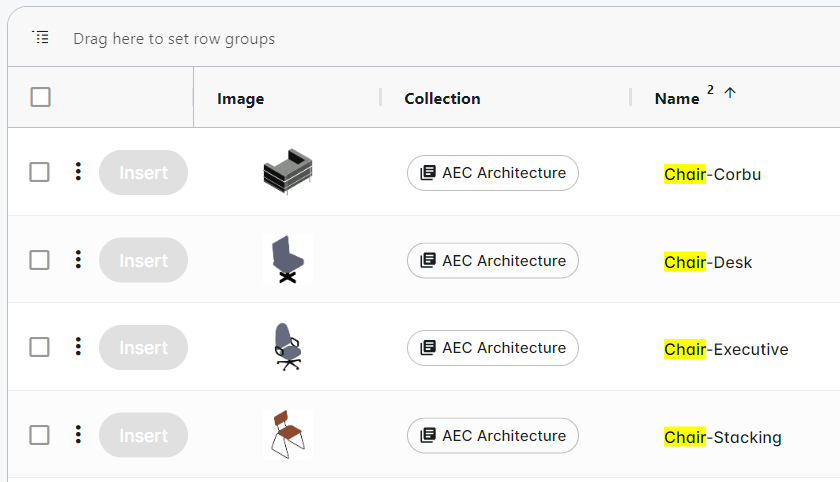 Drag here to set row groups
Image Collection Name 2
Insert AEC Architecture Chair-Corbu
Insert AEC Architecture Chair-Desk
Insert AEC Architecture Chair-Executive
Insert AEC Architecture Chair-Stacking